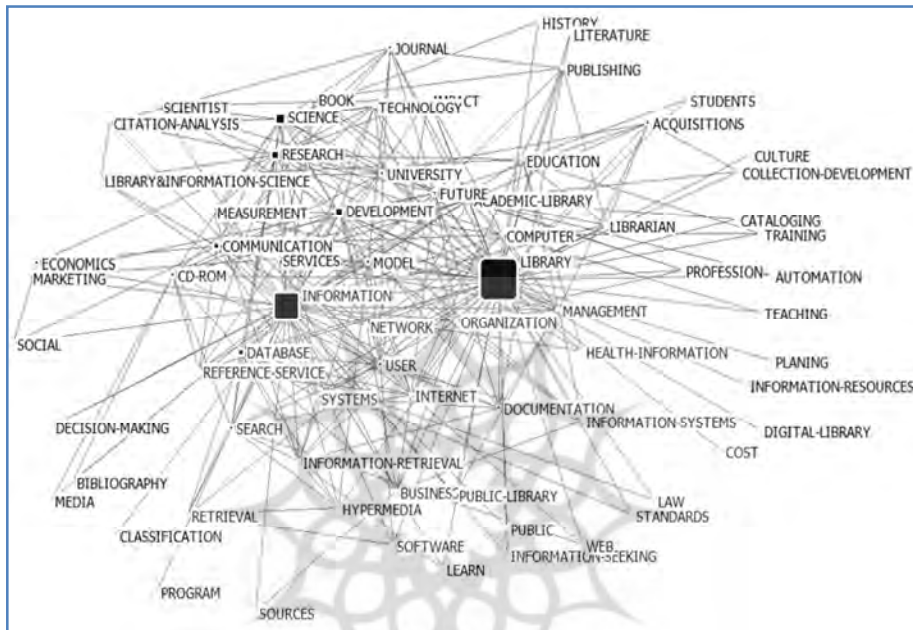 HISTORY
LITERATURE
JOURNAL
PUBLISHING
BOOK
IMPACT
SCIENTIST
TECHNOLOGY
STUDENTS
SCIENCE
CITATION-ANALYSIS
ACQUISITIONS
RESEARCH
EDUCATION
CULTURE
UNIVERSITY
COLLECTION-DEVELOPMENT
LIBRARY&INFORMATION-SCIENCE
FUTURE
ACADEMIC-LIBRARY
MEASUREMENT
DEVELOPMENT
CATALOGING
LIBRARIAN
TRAINING
COMPUTER
COMMUNICATION
SERVICES
MODEL
LIBRARY
ECONOMICS
MARKETING
CD-ROM
PROFESSION
AUTOMATION
INFORMATION
MANAGEMENT
TEACHING
NETWORK
ORGANIZATION
SOCIAL
DATABASE
HEALTH-INFORMATION
REFERENCE-SERVICE
USER
PLANING
INFORMATION-RESOURCES
SYSTEMS
INTERNET
DOCUMENTATION
INFORMATION-SYSTEMS
DECISION-MAKING
SEARCH
DIGITAL-LIBRARY
COST
INFORMATION-RETRIEVAL
BIBLIOGRAPHY
MEDIA
BUSINESS
PUBLIC-LIBRARY
LAW
RETRIEVAL
HYPERMEDIA
STANDARDS
CLASSIFICATION
PUBLIC
SOFTWARE
WEB
INFORMATION-SEEKING
LEARN
PROGRAM
SOURCES